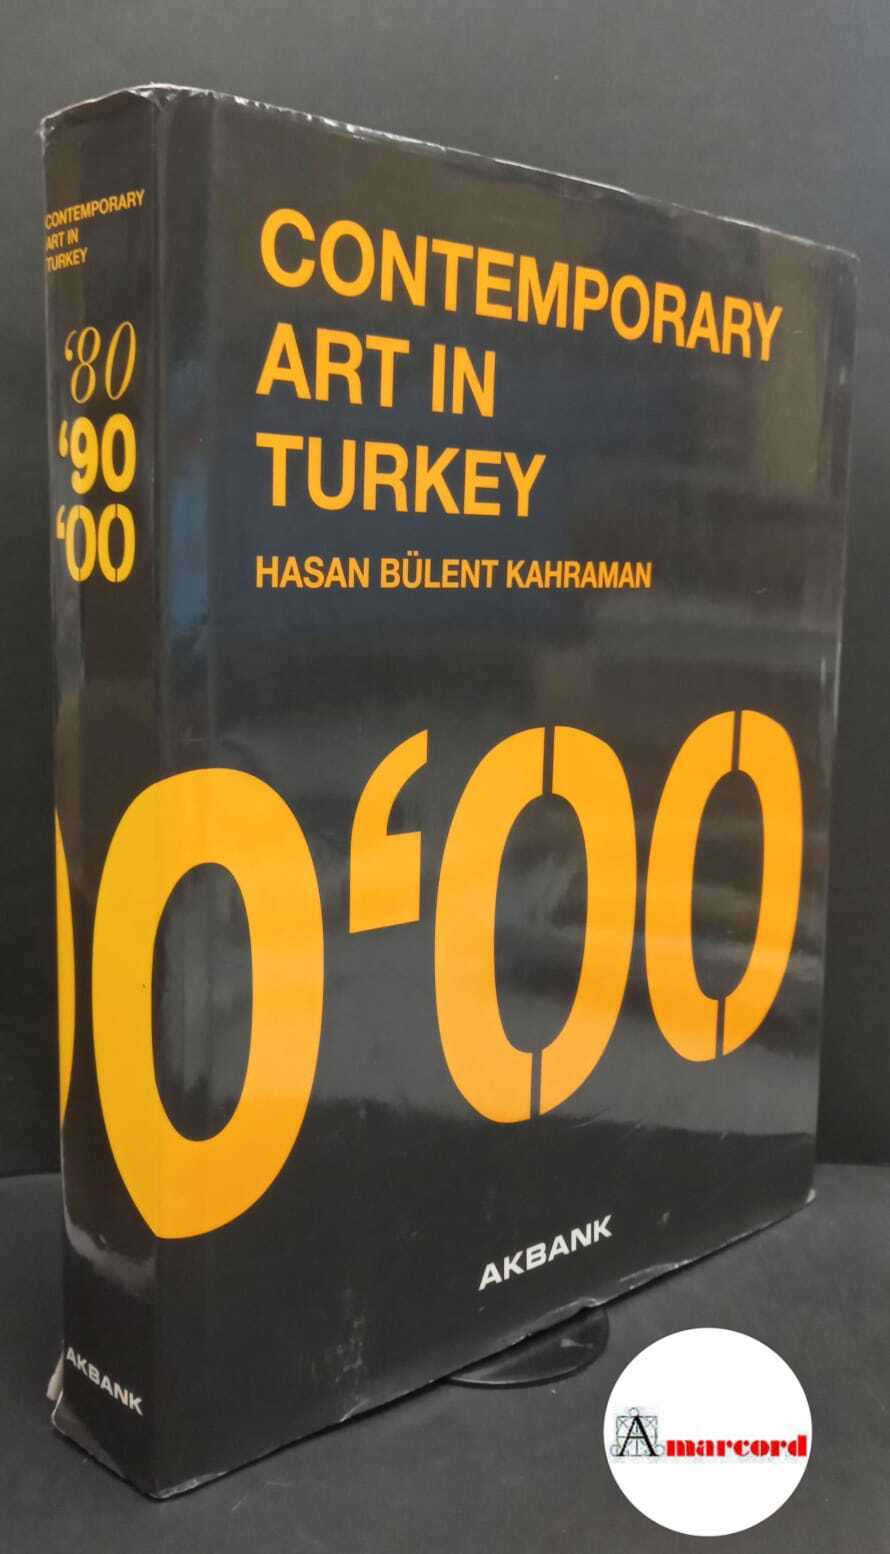 CONTEMPORARY
ART IN
TURKEY
‘80
‘90
‘00
AKBANK
CONTEMPORARY
ART IN
TURKEY
HASAN BÜLENT KAHRAMAN
0‘00
AKBANK
Amarcord